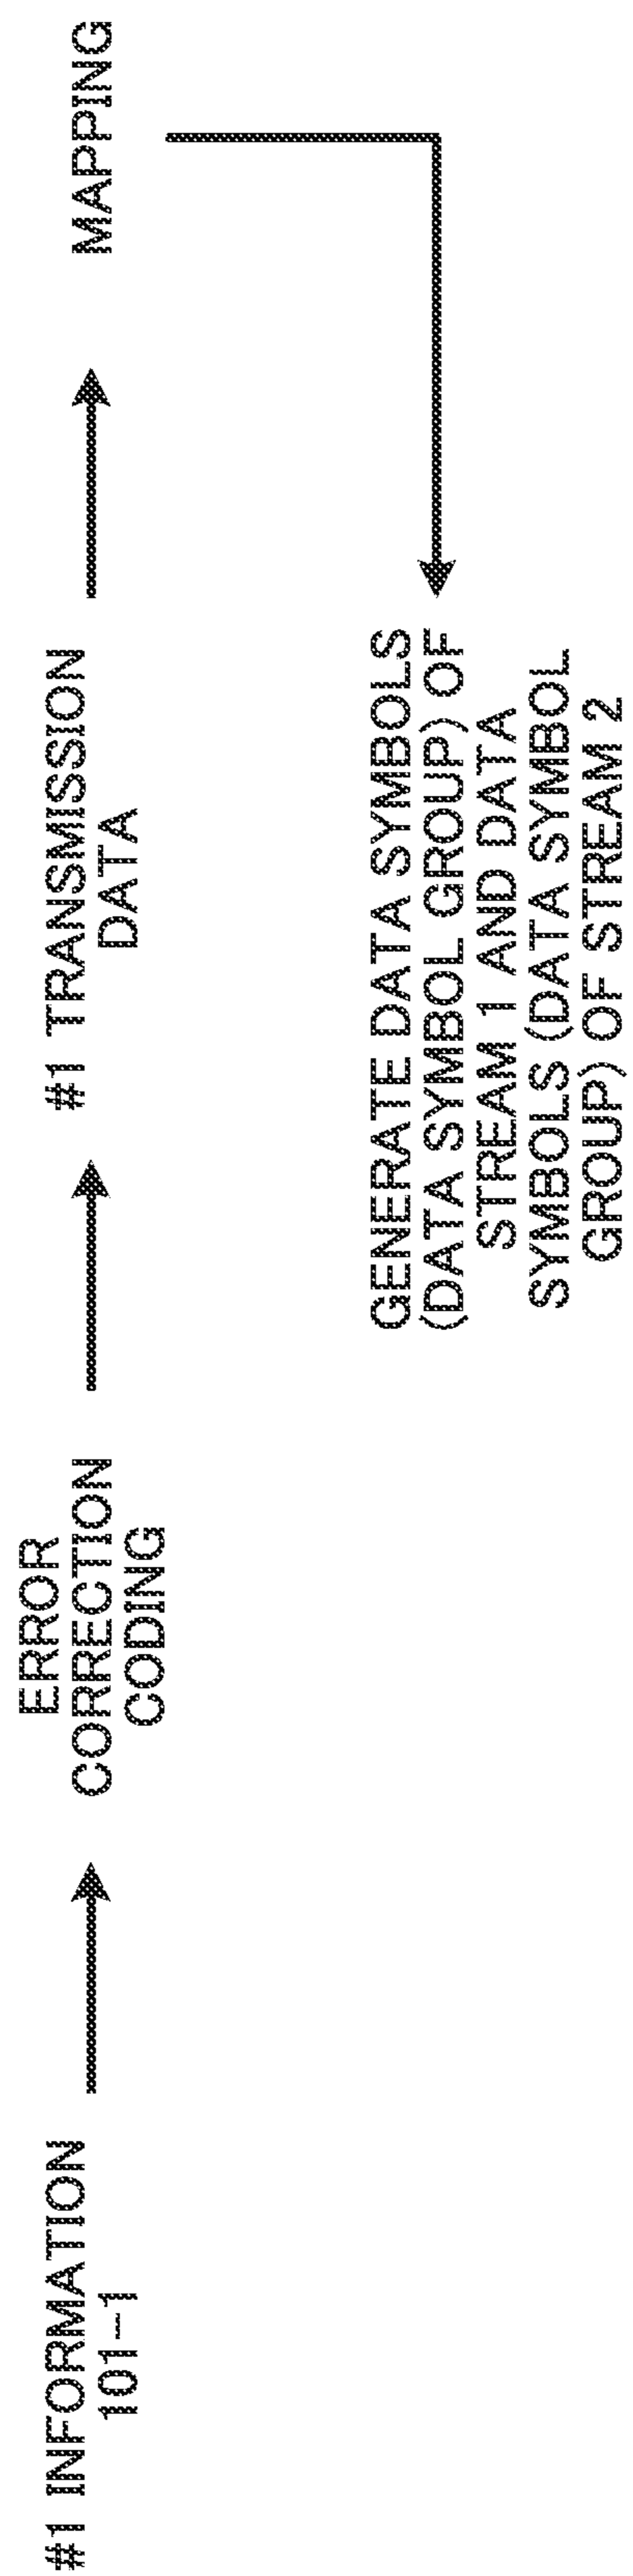 #1 INFORMATION
101-1
ERROR
CORRECTION
CODING
#1 TRANSMISSION
DATA
MAPPING
GENERATE DATA SYMBOLS
(DATA SYMBOL GROUP) OF
STREAM 1 AND DATA
SYMBOLS (DATA SYMBOL
GROUP) OF STREAM 2